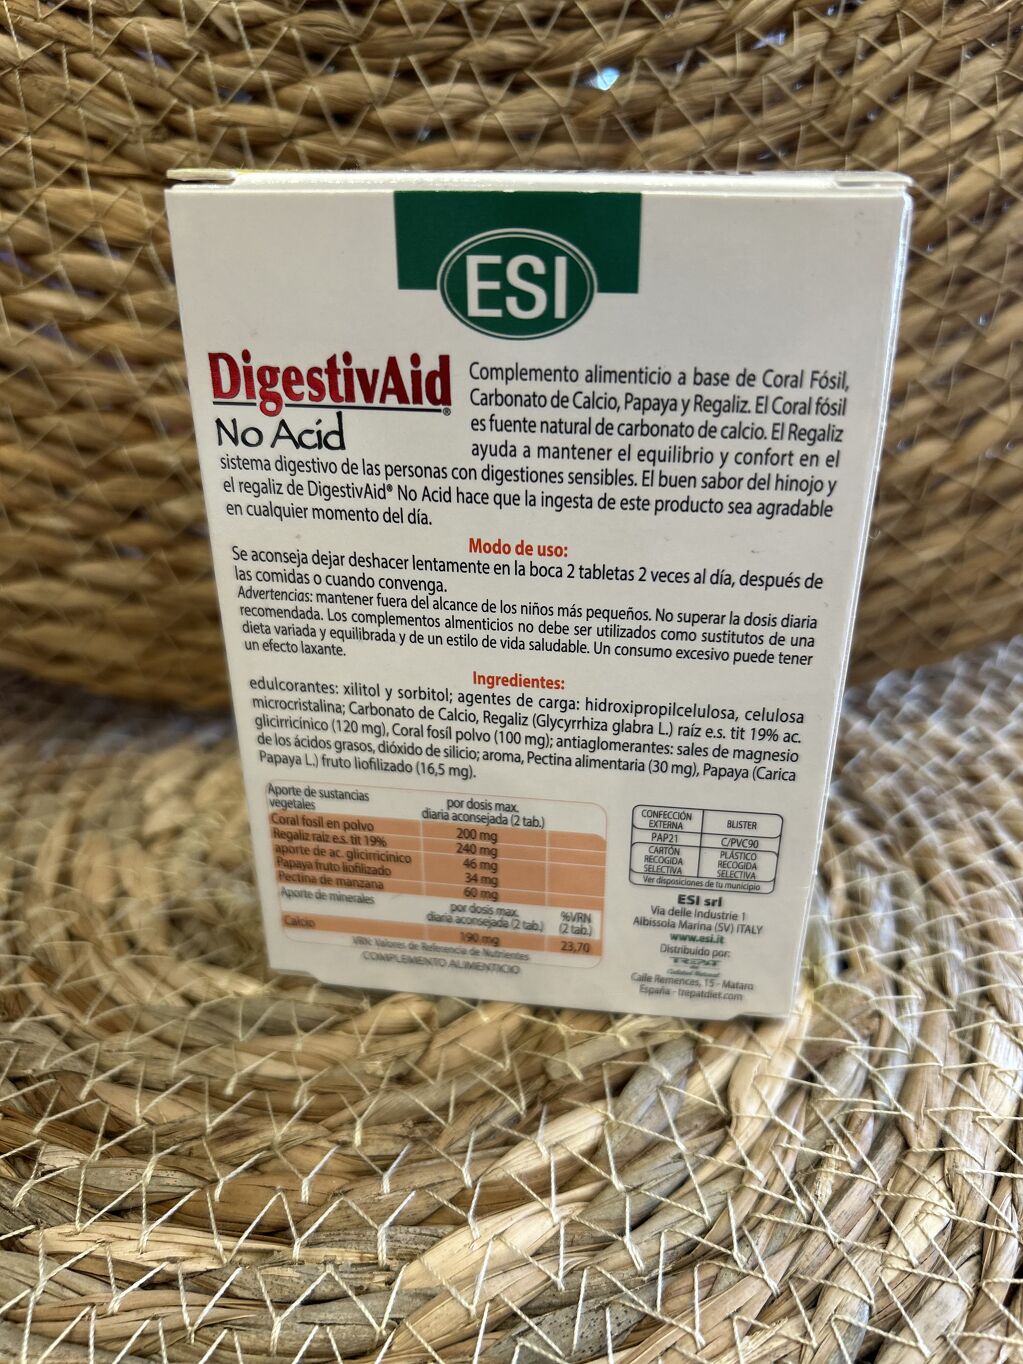 ESI
DigestivAid®
No Acid
Complemento alimenticio a base de Coral Fósil,
Carbonato de Calcio, Papaya y Regaliz. El Coral fósil
es fuente natural de carbonato de calcio. El Regaliz
ayuda a mantener el equilibrio y confort en el
sistema digestivo de las personas con digestiones sensibles. El buen sabor del hinojo y
el regaliz de DigestivAid® No Acid hace que la ingesta de este producto sea agradable
en cualquier momento del día.
Modo de uso:
Se aconseja dejar deshacer lentamente en la boca 2 tabletas 2 veces al día, después de
las comidas o cuando convenga.
Advertencias: mantener fuera del alcance de los niños más pequeños. No superar la dosis diaria
recomendada. Los complementos almenticios no debe ser utilizados como sustitutos de una
dieta variada y equilibrada y de un estilo de vida saludable. Un consumo excesivo puede tener
un efecto laxante.
Ingredientes:
edulcorantes: xilitol y sorbitol; agentes de carga: hidroxipropilcelulosa, celulosa
microcristalina; Carbonato de Calcio, Regaliz (Glycyrrhiza glabra L.) raíz e.s. tit 19% ac.
glicirricínico (120 mg), Coral fosíl polvo (100 mg); antiaglomerantes: sales de magnesio
de los ácidos grasos, dióxido de silicio; aroma, Pectina alimentaria (30 mg), Papaya (Carica
Papaya L.) fruto liofilizado (16,5 mg).
Aporte de sustancias
vegetales
por dosis max.
diaria aconsejada (2 tab.)
Coral fosil en polvo 200 mg
Regaliz raíz e.s. tit 19% 240 mg
aporte de ac. glicirricínico 46 mg
Papaya fruto liofilizado 34 mg
Pectina de manzana 60 mg
Aporte de minerales
por dosis max.
diaria aconsejada (2 tab.)
%VRN
(2 tab.)
Calcio 190 mg 23,70
VRN: Valores de Referencia de Nutrientes
COMPLEMENTO ALIMENTICIO
CONFECCIÓN
EXTERNA
BLISTER
PAP21
C/PVC90
CARTÓN
RECOGIDA
SELECTIVA
PLÁSTICO
RECOGIDA
SELECTIVA
Ver disposiciones de tu municipio
ESI srl
Via delle Industrie 1
Albissola Marina (SV) ITALY
www.esi.it
Distribuido por:
TREPAT
Calle Remences, 15 - Mataro
España - trepatdiet.com